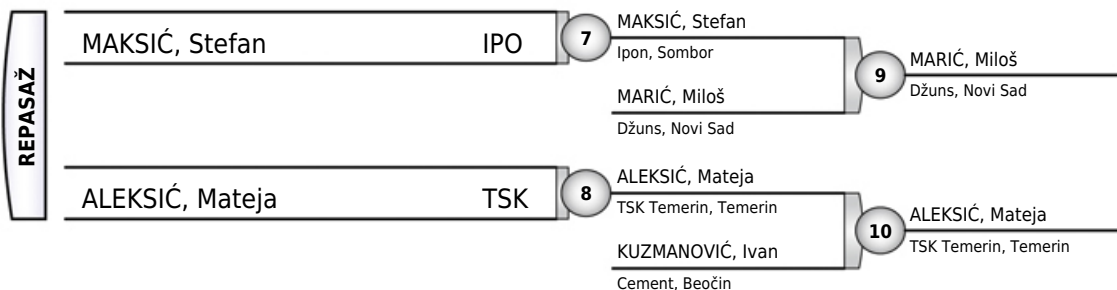 REPASAŽ
MAKSIĆ, Stefan IPO
7
MAKSIĆ, Stefan
Ipon, Sombor
MARIĆ, Miloš
Džuns, Novi Sad
9
MARIĆ, Miloš
Džuns, Novi Sad
ALEKSIĆ, Mateja TSK
8
ALEKSIĆ, Mateja
TSK Temerin, Temerin
KUZMANOVIĆ, Ivan
Cement, Beočin
10
ALEKSIĆ, Mateja
TSK Temerin, Temerin